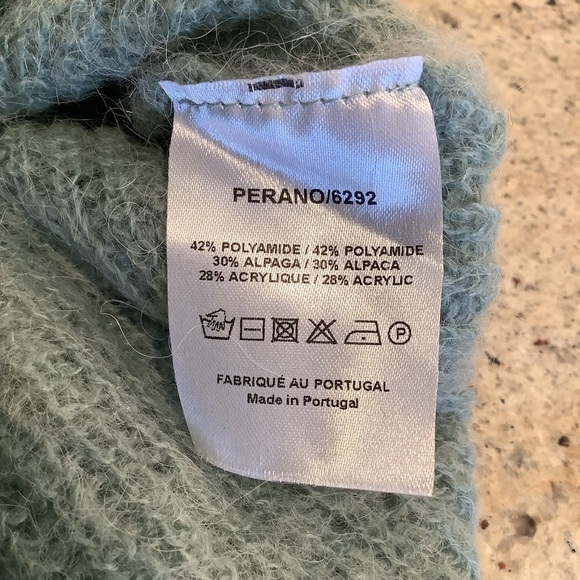 PERANO/6292
42% POLYAMIDE / 42% POLYAMIDE
30% ALPAGA / 30% ALPACA
28% ACRYLIQUE / 28% ACRYLIC
P
FABRIQUÉ AU PORTUGAL
Made in Portugal